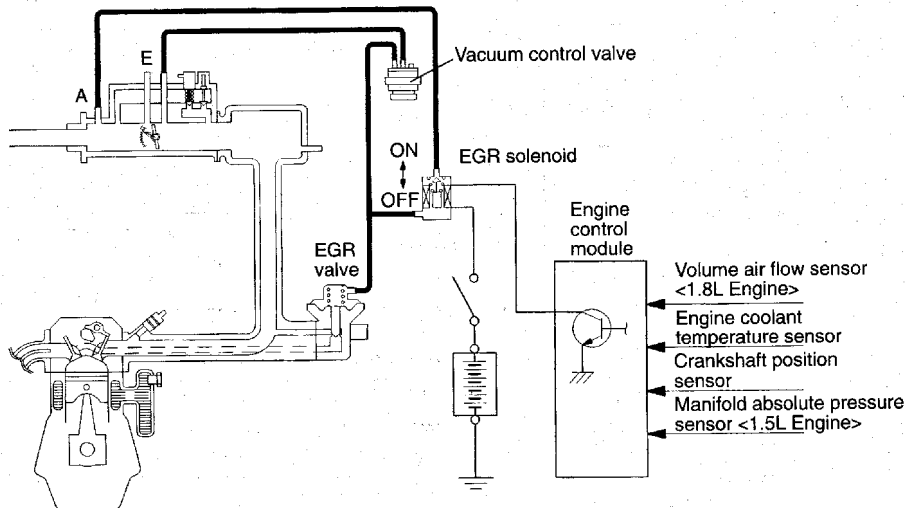 E
Vacuum control valve
A
ON
EGR solenoid
OFF
Engine
control
module
EGR
valve
Volume air flow sensor
<1.8L Engine>
Engine coolant
temperature sensor
Crankshaft position
sensor
Manifold absolute pressure
sensor <1.5L Engine>